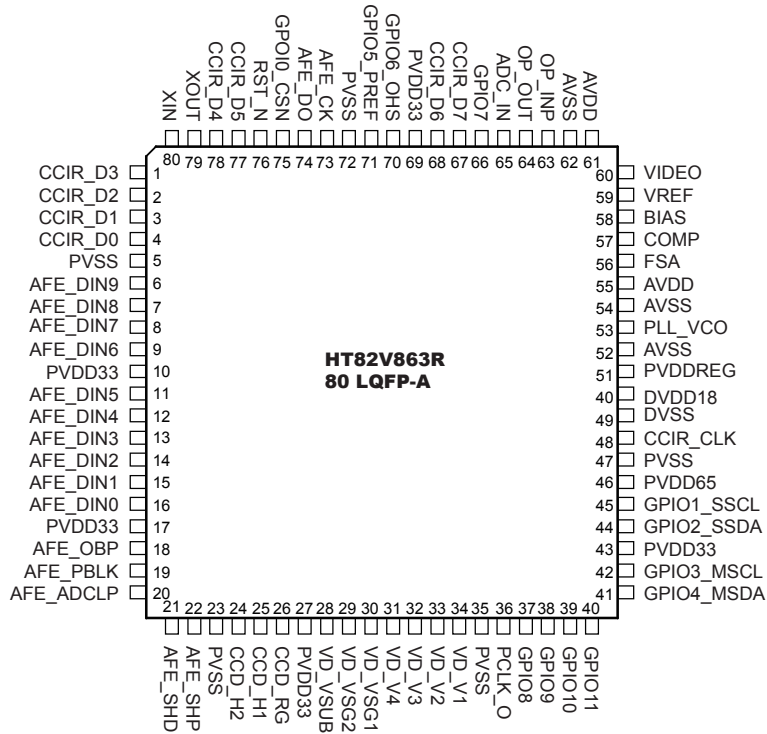 XIN
XOUT
CCIR_D4
CCIR_D5
RST_N
GPOI0_CSN
AFE_DO
AFE_CK
PVSS
GPIO5_PREF
GPIO6_OHS
PVDD33
CCIR_D6
CCIR_D7
GPIO7
ADC_IN
OP_OUT
OP_INP
AVSS
AVDD
80 79 78 77 76 75 74 73 72 71 70 69 68 67 66 65 64 63 62 61
CCIR_D3 1
CCIR_D2 2
CCIR_D1 3
CCIR_D0 4
PVSS 5
AFE_DIN9 6
AFE_DIN8 7
AFE_DIN7 8
AFE_DIN6 9
PVDD33 10
AFE_DIN5 11
AFE_DIN4 12
AFE_DIN3 13
AFE_DIN2 14
AFE_DIN1 15
AFE_DIN0 16
PVDD33 17
AFE_OBP 18
AFE_PBLK 19
AFE_ADCLP 20
HT82V863R
80 LQFP-A
60 VIDEO
59 VREF
58 BIAS
57 COMP
56 FSA
55 AVDD
54 AVSS
53 PLL_VCO
52 AVSS
51 PVDDREG
40 DVDD18
49 DVSS
48 CCIR_CLK
47 PVSS
46 PVDD65
45 GPIO1_SSCL
44 GPIO2_SSDA
43 PVDD33
42 GPIO3_MSCL
41 GPIO4_MSDA
21 22 23 24 25 26 27 28 29 30 31 32 33 34 35 36 37 38 39 40
AFE_SHD
AFE_SHP
PVSS
CCD_H2
CCD_H1
CCD_RG
PVDD33
VD_VSUB
VD_VSG2
VD_VSG1
VD_V4
VD_V3
VD_V2
VD_V1
PVSS
PCLK_O
GPIO8
GPIO9
GPIO10
GPIO11